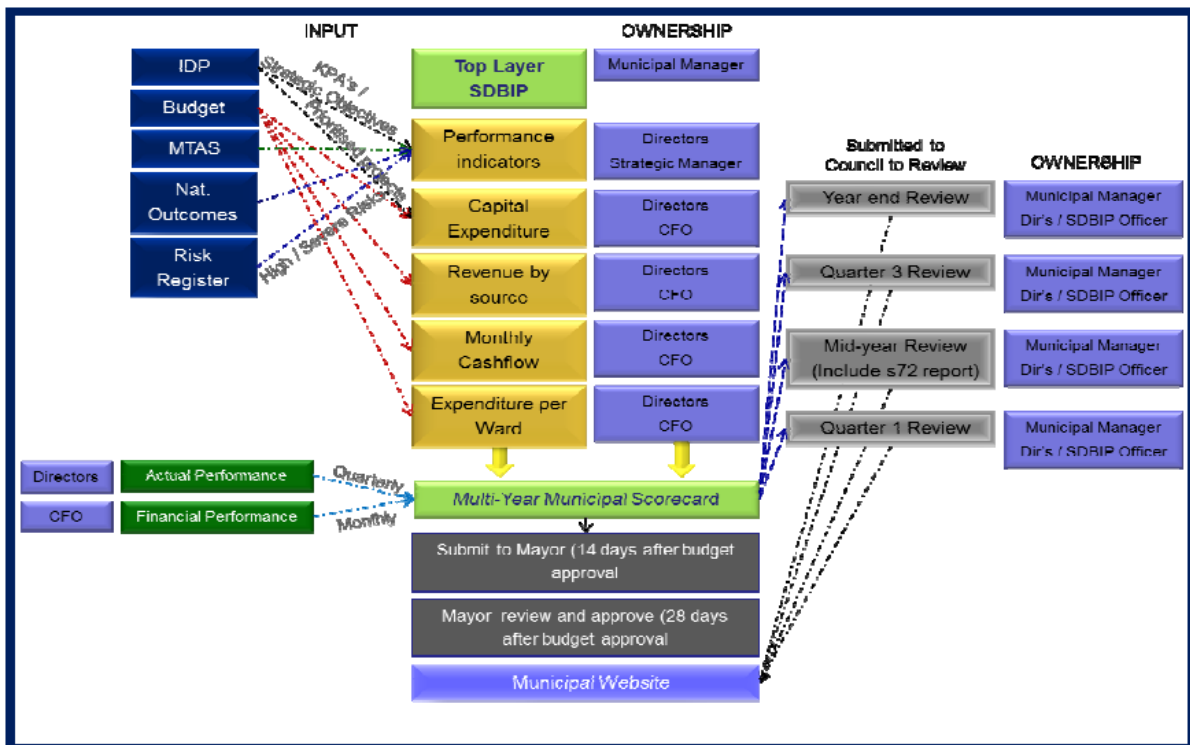 INPUT
OWNERSHIP
IDP
Budget
MTAS
Nat.
Outcomes
Risk
Register
KPA's /
Strategic Objectives
Prioritised Projects
High / Severe Risks
Top Layer
SDBIP
Municipal Manager
Performance
indicators
Directors
Strategic Manager
Capital
Expenditure
Directors
CFO
Revenue by
source
Directors
CFO
Monthly
Cashflow
Directors
CFO
Expenditure per
Ward
Directors
CFO
Submitted to
Council to Review
OWNERSHIP
Year end Review
Municipal Manager
Dir's / SDBIP Officer
Quarter 3 Review
Municipal Manager
Dir's / SDBIP Officer
Mid-year Review
(Include s72 report)
Municipal Manager
Dir's / SDBIP Officer
Quarter 1 Review
Municipal Manager
Dir's / SDBIP Officer
Directors
Actual Performance
Quarterly
CFO
Financial Performance
Monthly
Multi-Year Municipal Scorecard
Submit to Mayor (14 days after budget
approval
Mayor review and approve (28 days
after budget approval
Municipal Website